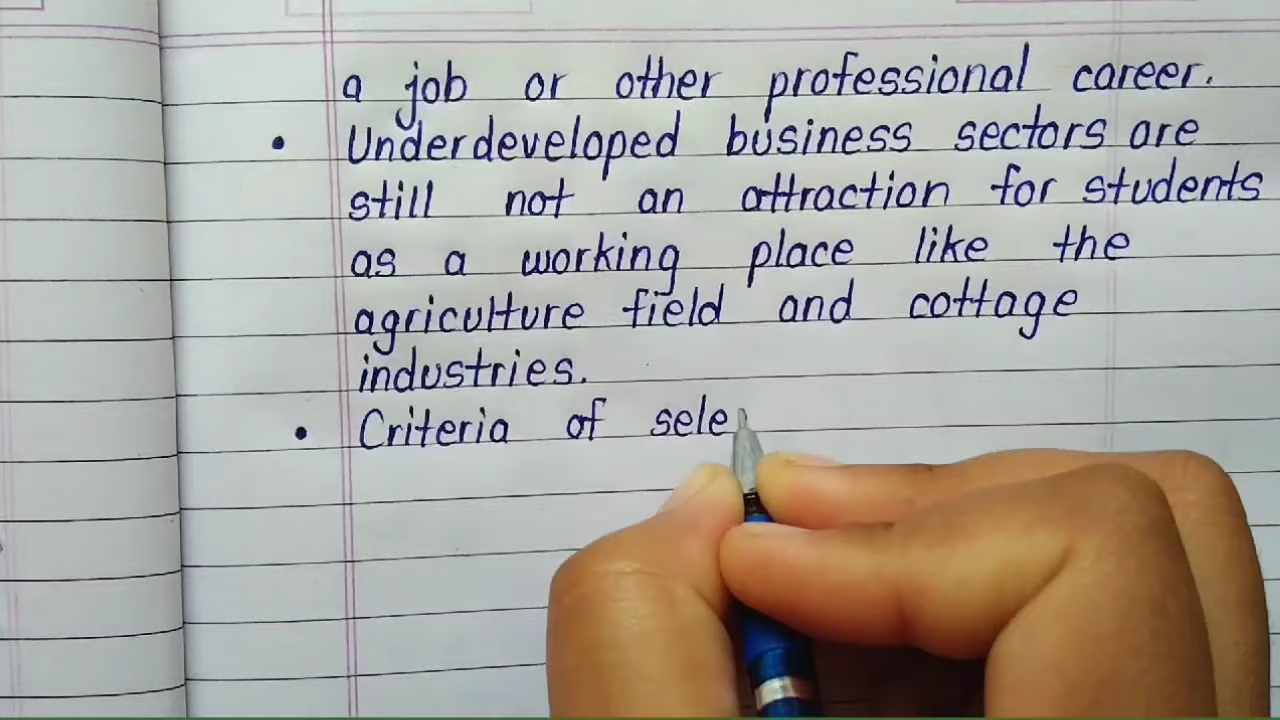 a job or other professional career.
• Underdeveloped business sectors are
still not an attraction for students
as a working place like the
agriculture field and cottage
industries.
• Criteria of sele